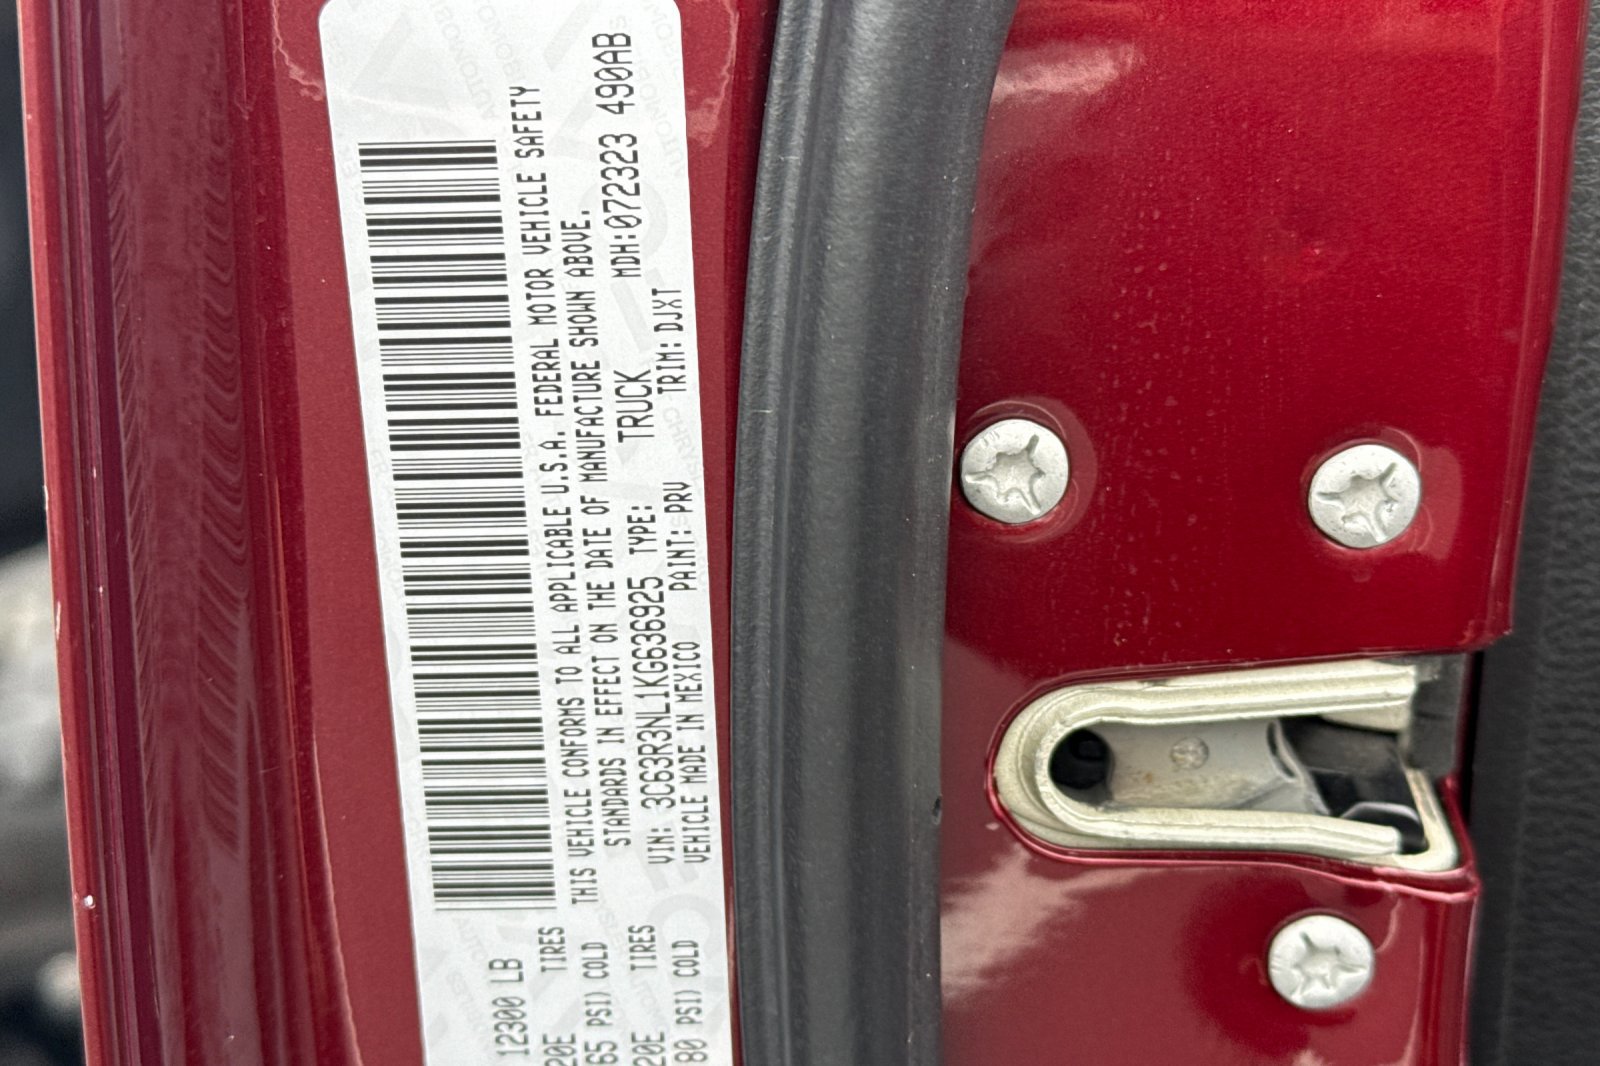 12300 LB
20E TIRES
65 PSI) COLD
20E TIRES
80 PSI) COLD
THIS VEHICLE CONFORMS TO ALL APPLICABLE U.S.A. FEDERAL MOTOR VEHICLE SAFETY
STANDARDS IN EFFECT ON THE DATE OF MANUFACTURE SHOWN ABOVE.
VIN: 3C63R3NL1KG636925 TYPE: TRUCK MDH:072323 490AB
VEHICLE MADE IN MEXICO PAINT: PRV TRIM: DJXT